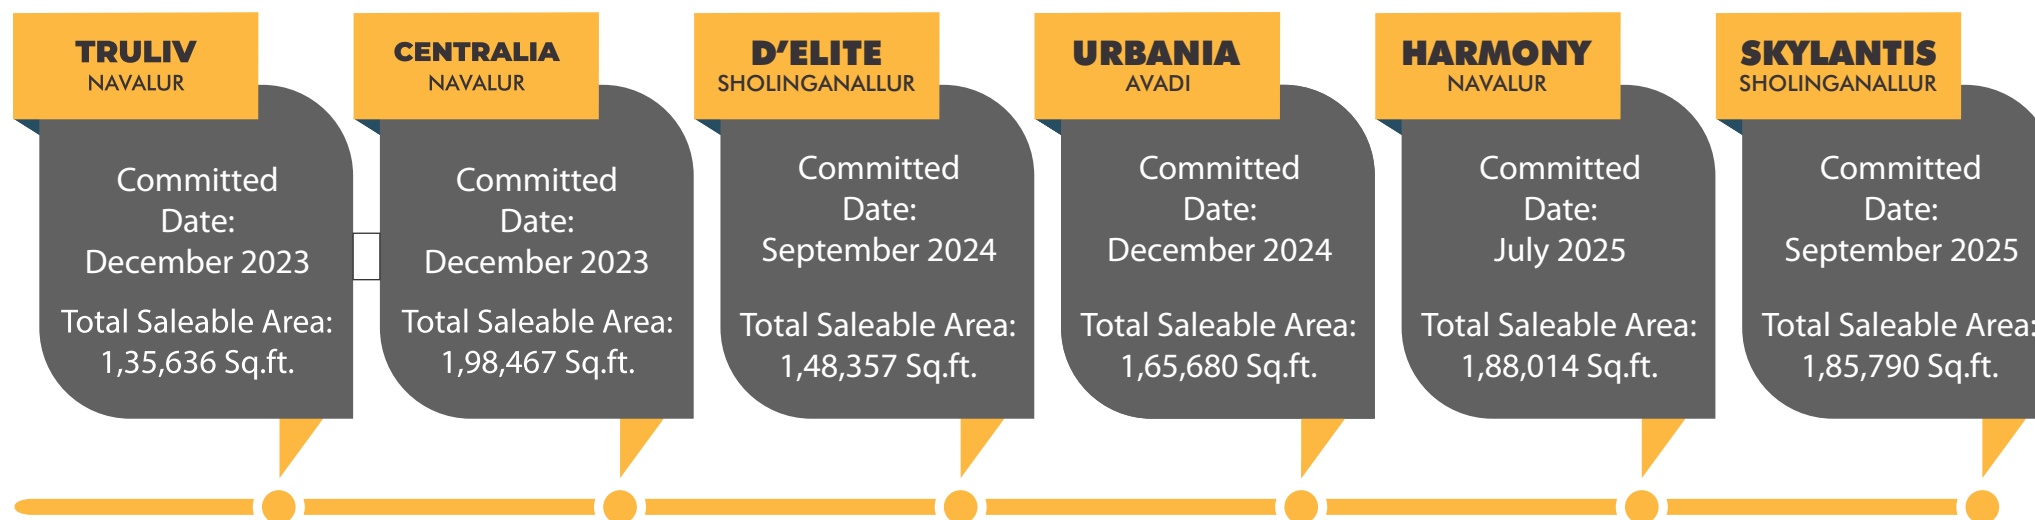 TRULIV
NAVALUR
Committed
Date:
December 2023
Total Saleable Area:
1,35,636 Sq.ft.
CENTRALIA
NAVALUR
Committed
Date:
December 2023
Total Saleable Area:
1,98,467 Sq.ft.
D’ELITE
SHOLINGANALLUR
Committed
Date:
September 2024
Total Saleable Area:
1,48,357 Sq.ft.
URBANIA
AVADI
Committed
Date:
December 2024
Total Saleable Area:
1,65,680 Sq.ft.
HARMONY
NAVALUR
Committed
Date:
July 2025
Total Saleable Area:
1,88,014 Sq.ft.
SKYLANTIS
SHOLINGANALLUR
Committed
Date:
September 2025
Total Saleable Area:
1,85,790 Sq.ft.